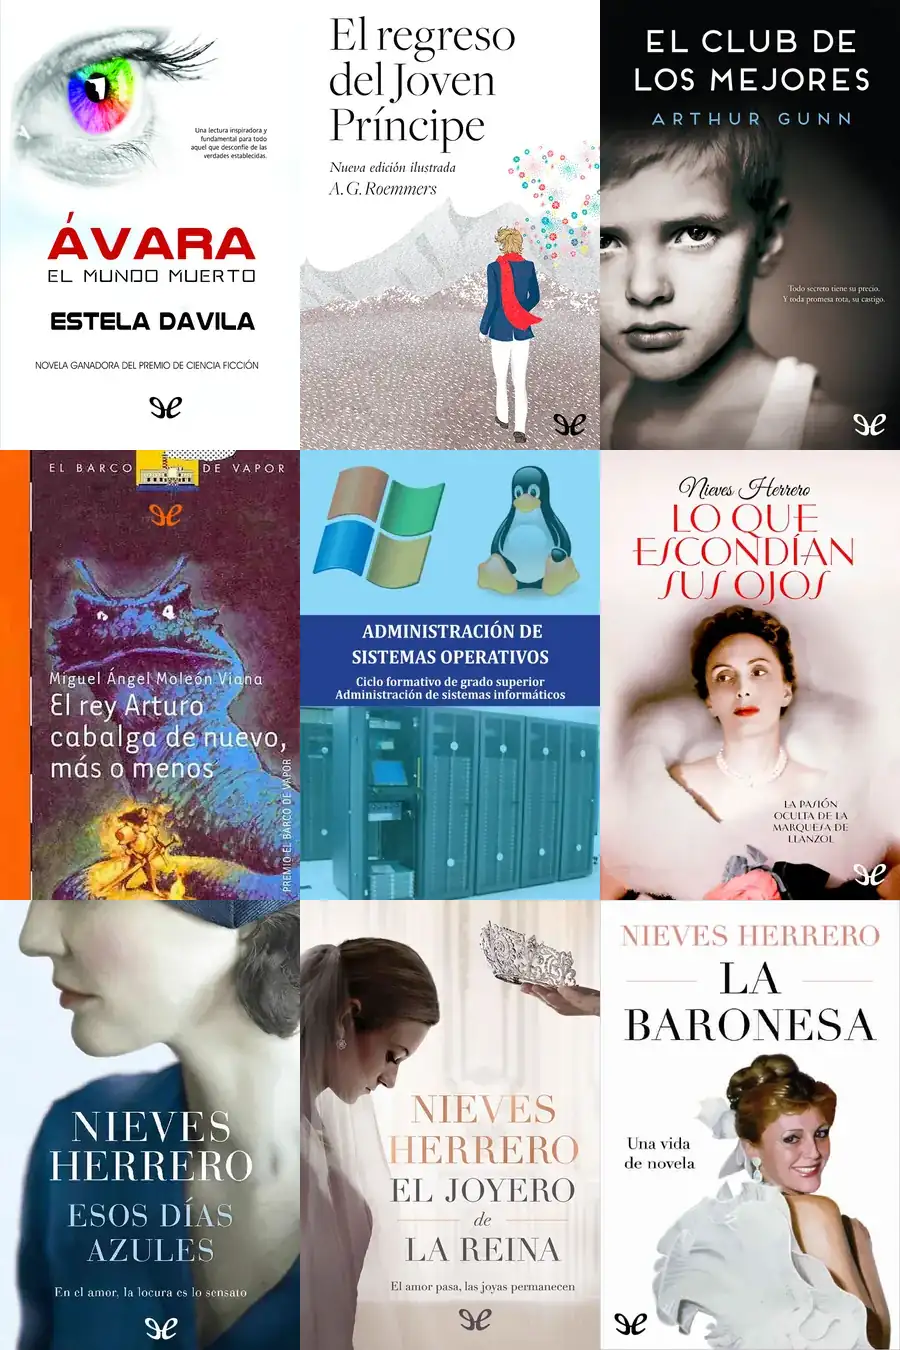 Una lectura inspiradora y
fundamental para todo
aquel que desconfíe de las
verdades establecidas.
ÁVARA
EL MUNDO MUERTO
ESTELA DAVILA
NOVELA GANADORA DEL PREMIO DE CIENCIA FICCIÓN
El regreso
del Joven
Príncipe
Nueva edición ilustrada
A. G. Roemmers
EL CLUB DE
LOS MEJORES
ARTHUR GUNN
Todo secreto tiene su precio.
Y toda promesa rota, su castigo.
EL BARCO DE VAPOR
Miguel Ángel Moleón Viana
El rey Arturo
cabalga de nuevo,
más o menos
PREMIO EL BARCO DE VAPOR
ADMINISTRACIÓN DE
SISTEMAS OPERATIVOS
Ciclo formativo de grado superior
Administración de sistemas informáticos
Nieves Herrero
LO QUE
ESCONDÍAN
SUS OJOS
LA PASIÓN
OCULTA DE LA
MARQUESA DE
LLANZOL
NIEVES
HERRERO
ESOS DÍAS
AZULES
En el amor, la locura es lo sensato
NIEVES
HERRERO
EL JOYERO
de
LA REINA
El amor pasa, las joyas permanecen
NIEVES HERRERO
LA
BARONESA
Una vida
de novela